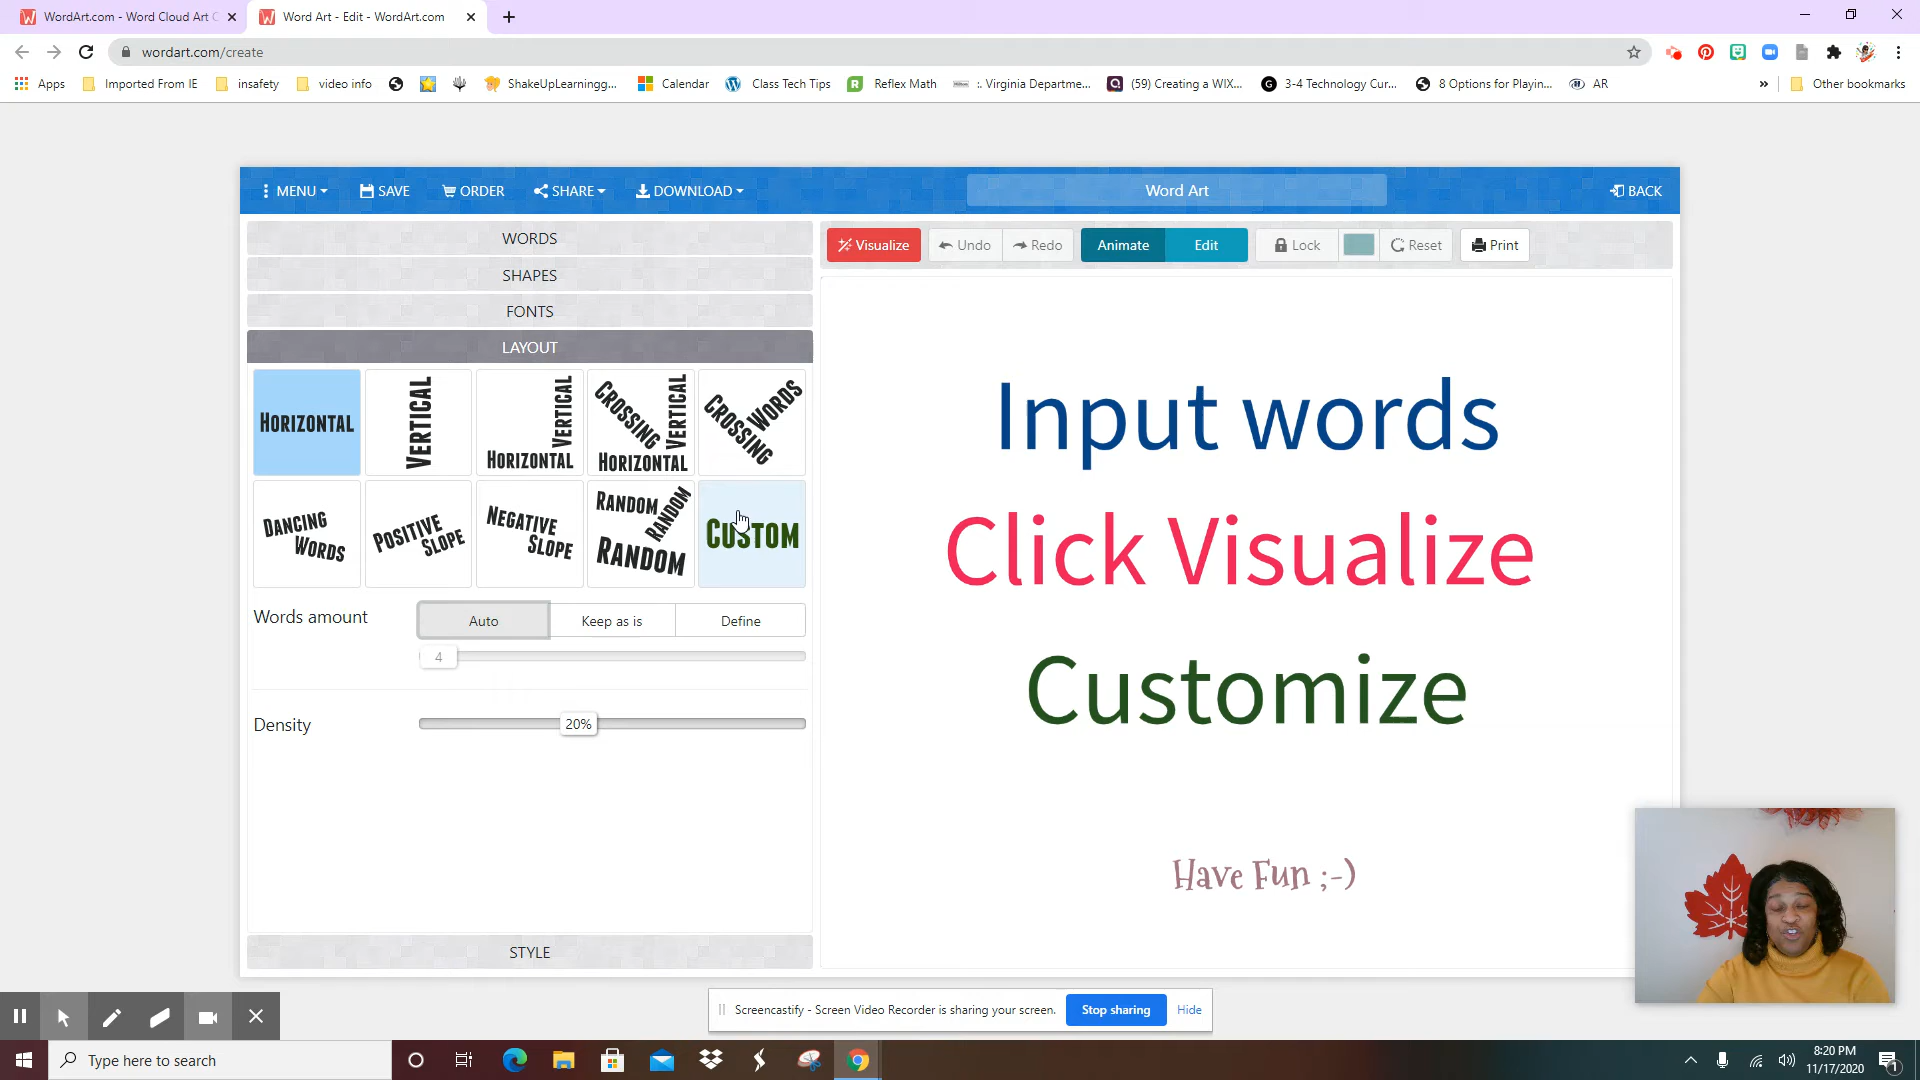 WordArt.com - Word Cloud Art C
Word Art - Edit - WordArt.com
wordart.com/create
Apps
Imported From IE
insafety
video info
ShakeUpLearningg...
Calendar
Class Tech Tips
Reflex Math
:. Virginia Departme...
(59) Creating a WIX...
3-4 Technology Cur...
8 Options for Playin...
AR
»
Other bookmarks
MENU
SAVE
ORDER
SHARE
DOWNLOAD
Word Art
BACK
WORDS
SHAPES
FONTS
LAYOUT
Visualize
Undo
Redo
Animate
Edit
Lock
Reset
Print
HORIZONTAL
VERTICAL
VERTICAL
HORIZONTAL
CROSSING
VERTICAL
HORIZONTAL
CROSSING
WORDS
DANCING
WORDS
POSITIVE
SLOPE
NEGATIVE
SLOPE
RANDOM
RANDOM
RANDOM
CUSTOM
Words amount
Auto
Keep as is
Define
4
Density
20%
STYLE
Input words
Click Visualize
Customize
Have Fun ;-)
Screencastify - Screen Video Recorder is sharing your screen.
Stop sharing
Hide
Type here to search
8:20 PM
11/17/2020
1